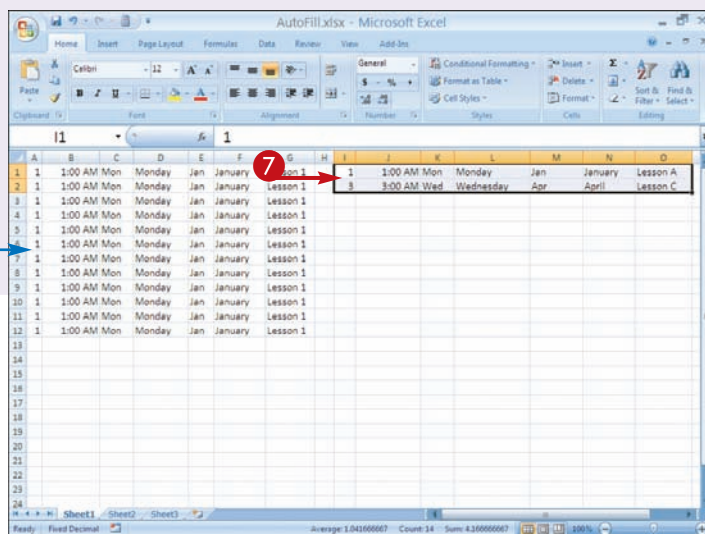 AutoFill.xlsx - Microsoft Excel
Home Insert Page Layout Formulas Data Review View Add-Ins
Calibri 12 A A General Conditional Formatting Insert Σ
Paste $ % , Format as Table Delete Sort & Filter Find & Select
B I U A Cell Styles Format
Clipboard Font Alignment Number Styles Cells Editing
I1 fx 1
A B C D E F G H I J K L M N O
7
1 1 1:00 AM Mon Monday Jan January Lesson 1 1 1:00 AM Mon Monday Jan January Lesson A
2 1 1:00 AM Mon Monday Jan January Lesson 1 3 3:00 AM Wed Wednesday Apr April Lesson C
3 1 1:00 AM Mon Monday Jan January Lesson 1
4 1 1:00 AM Mon Monday Jan January Lesson 1
5 1 1:00 AM Mon Monday Jan January Lesson 1
6 1 1:00 AM Mon Monday Jan January Lesson 1
7 1 1:00 AM Mon Monday Jan January Lesson 1
8 1 1:00 AM Mon Monday Jan January Lesson 1
9 1 1:00 AM Mon Monday Jan January Lesson 1
10 1 1:00 AM Mon Monday Jan January Lesson 1
11 1 1:00 AM Mon Monday Jan January Lesson 1
12 1 1:00 AM Mon Monday Jan January Lesson 1
13
14
15
16
17
18
19
20
21
22
23
24
Sheet1 Sheet2 Sheet3
Ready Fixed Decimal Average: 1.041666667 Count: 14 Sum: 4.166666667 100%